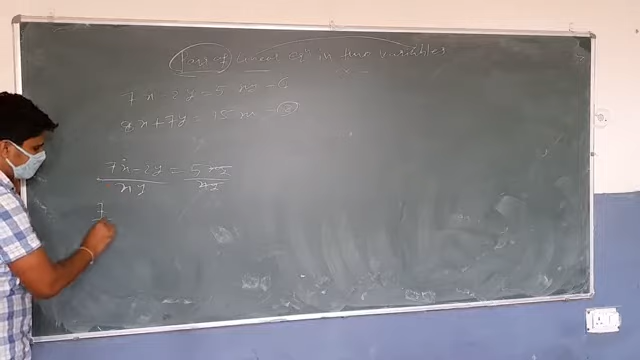 Pair of Linear Eqn in two variables
7x - 2y = 5xy
8x + 7y = 15xy - ②
7x - 2y / xy = 5xy / xy
7